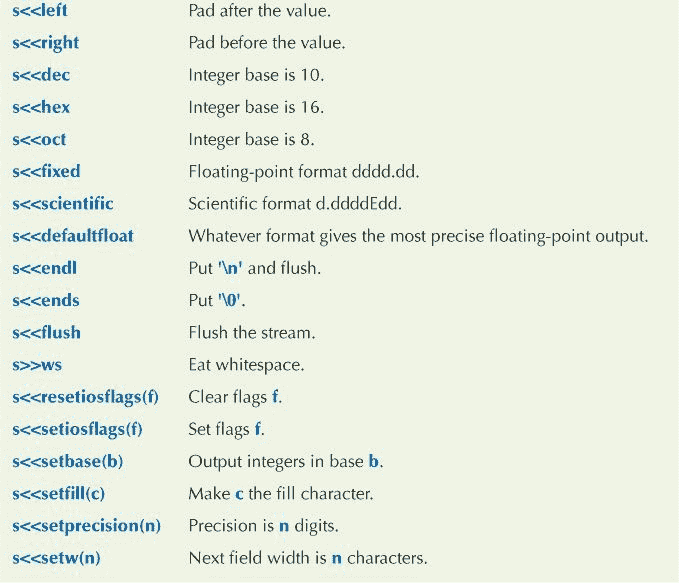 s<<left Pad after the value.
s<<right Pad before the value.
s<<dec Integer base is 10.
s<<hex Integer base is 16.
s<<oct Integer base is 8.
s<<fixed Floating-point format dddd.dd.
s<<scientific Scientific format d.ddddEdd.
s<<defaultfloat Whatever format gives the most precise floating-point output.
s<<endl Put '\n' and flush.
s<<ends Put '\0'.
s<<flush Flush the stream.
s>>ws Eat whitespace.
s<<resetiosflags(f) Clear flags f.
s<<setiosflags(f) Set flags f.
s<<setbase(b) Output integers in base b.
s<<setfill(c) Make c the fill character.
s<<setprecision(n) Precision is n digits.
s<<setw(n) Next field width is n characters.